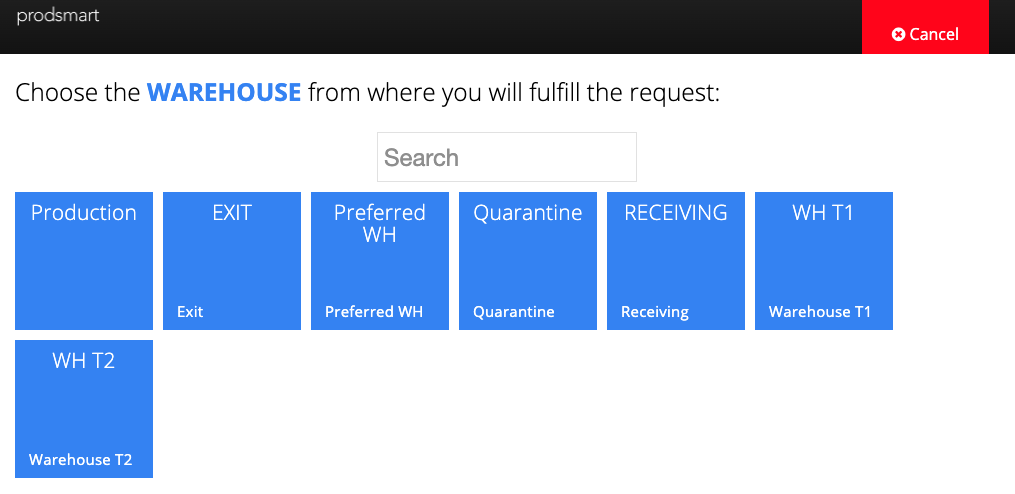 prodsmart
Cancel
Choose the WAREHOUSE from where you will fulfill the request:
Search
Production
EXIT
Exit
Preferred
WH
Preferred WH
Quarantine
Quarantine
RECEIVING
Receiving
WH T1
Warehouse T1
WH T2
Warehouse T2